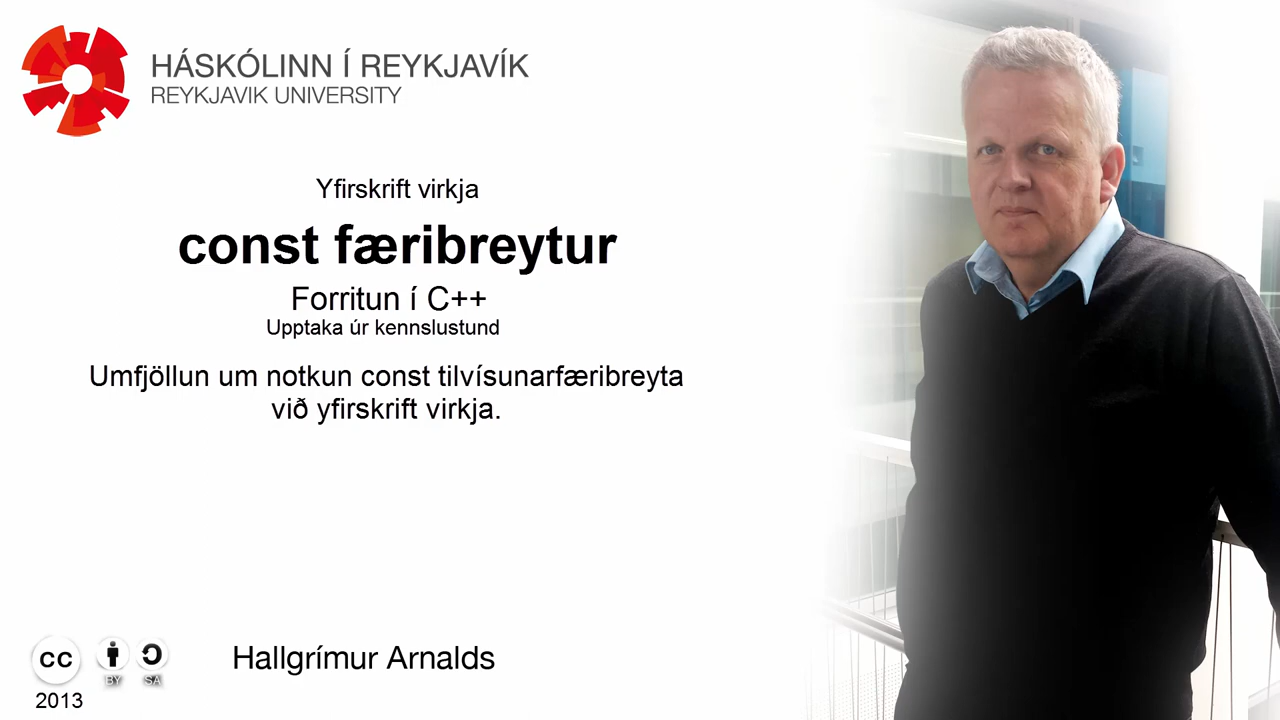 HÁSKÓLINN Í REYKJAVÍK
REYKJAVIK UNIVERSITY
Yfirskrift virkja
const færibreytur
Forritun í C++
Upptaka úr kennslustund
Umfjöllun um notkun const tilvísunarfæribreyta
við yfirskrift virkja.
cc
BY SA
2013
Hallgrímur Arnalds